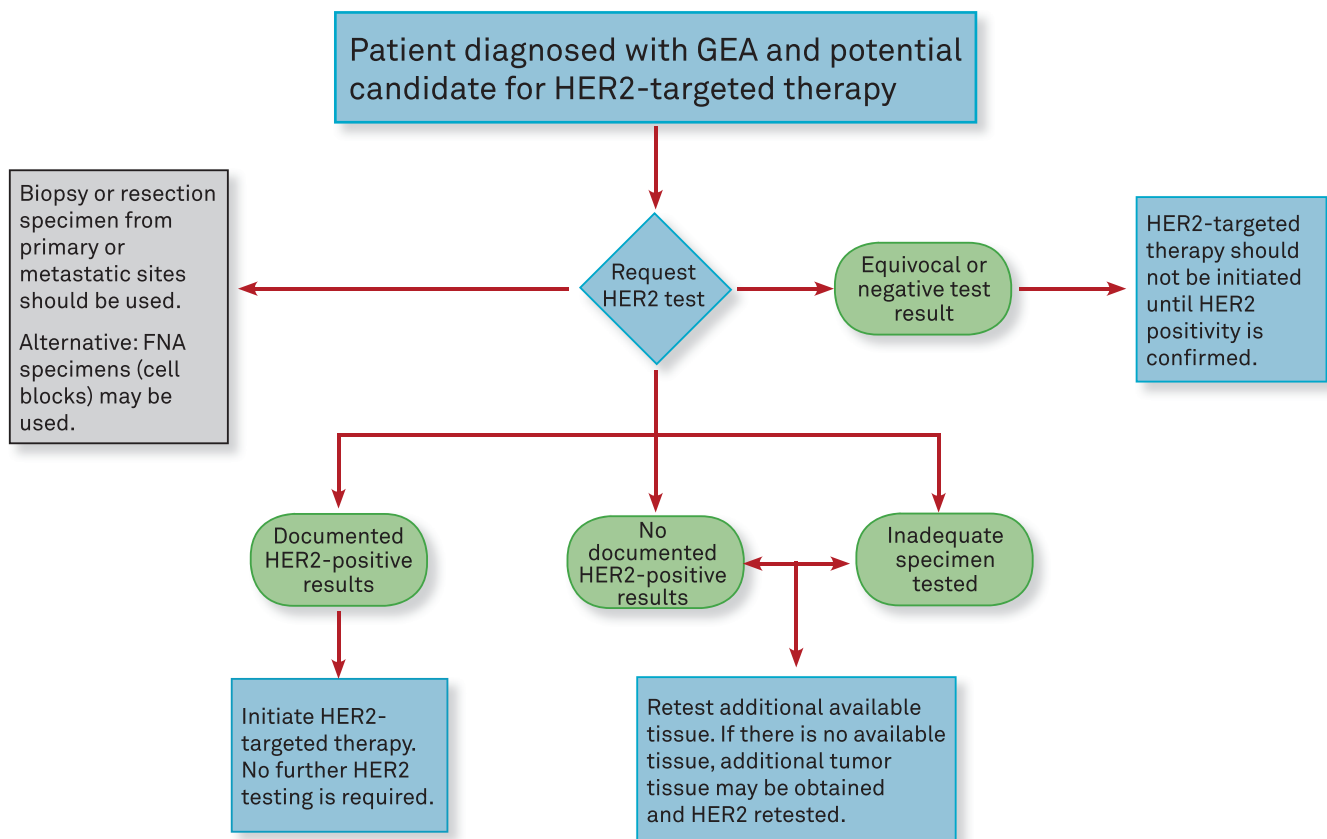 Patient diagnosed with GEA and potential
candidate for HER2-targeted therapy
Biopsy or resection
specimen from
primary or
metastatic sites
should be used.
Alternative: FNA
specimens (cell
blocks) may be
used.
Request
HER2 test
Equivocal or
negative test
result
HER2-targeted
therapy should
not be initiated
until HER2
positivity is
confirmed.
Documented
HER2-positive
results
No
documented
HER2-positive
results
Inadequate
specimen
tested
Initiate HER2-
targeted therapy.
No further HER2
testing is required.
Retest additional available
tissue. If there is no available
tissue, additional tumor
tissue may be obtained
and HER2 retested.